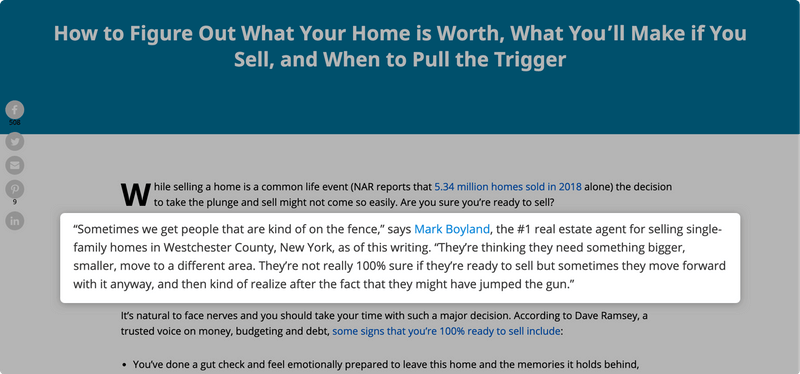 How to Figure Out What Your Home is Worth, What You’ll Make if You
Sell, and When to Pull the Trigger
558
9
While selling a home is a common life event (NAR reports that 5.34 million homes sold in 2018 alone) the decision
to take the plunge and sell might not come so easily. Are you sure you’re ready to sell?
“Sometimes we get people that are kind of on the fence,” says Mark Boyland, the #1 real estate agent for selling single-
family homes in Westchester County, New York, as of this writing. “They’re thinking they need something bigger,
smaller, move to a different area. They’re not really 100% sure if they’re ready to sell but sometimes they move forward
with it anyway, and then kind of realize after the fact that they might have jumped the gun.”
It’s natural to face nerves and you should take your time with such a major decision. According to Dave Ramsey, a
trusted voice on money, budgeting and debt, some signs that you’re 100% ready to sell include:
• You’ve done a gut check and feel emotionally prepared to leave this home and the memories it holds behind,